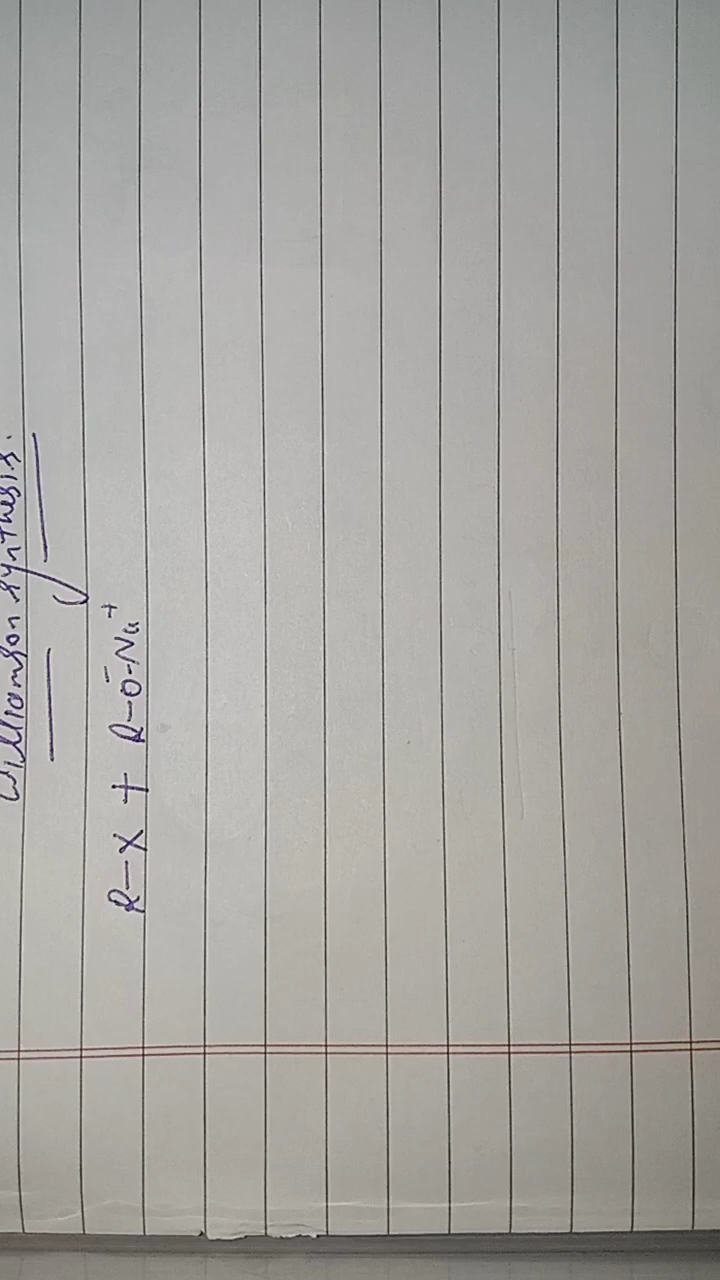 Williamson synthesis.
R-X + R-O⁻-Na⁺